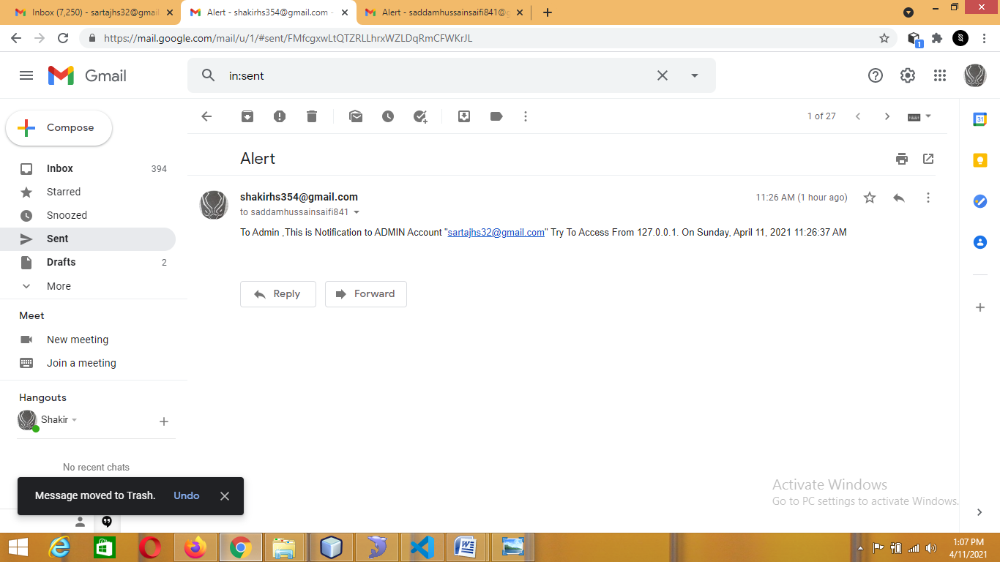 Inbox (7,250) - sartajhs32@gmail
Alert - shakirhs354@gmail.com -
Alert - saddamhussainsaifi841@g
https://mail.google.com/mail/u/1/#sent/FMfcgxwLtQTZRLLhrxWZLDqRmCFWKrJL
1
Gmail
in:sent
Compose
1 of 27
31
Inbox 394
Starred
Snoozed
Sent
Drafts 2
More
Meet
New meeting
Join a meeting
Hangouts
Shakir
No recent chats
Alert
shakirhs354@gmail.com
11:26 AM (1 hour ago)
to saddamhussainsaifi841
To Admin ,This is Notification to ADMIN Account "sartajhs32@gmail.com" Try To Access From 127.0.0.1. On Sunday, April 11, 2021 11:26:37 AM
Reply
Forward
Message moved to Trash. Undo
Activate Windows
Go to PC settings to activate Windows.
1:07 PM
4/11/2021